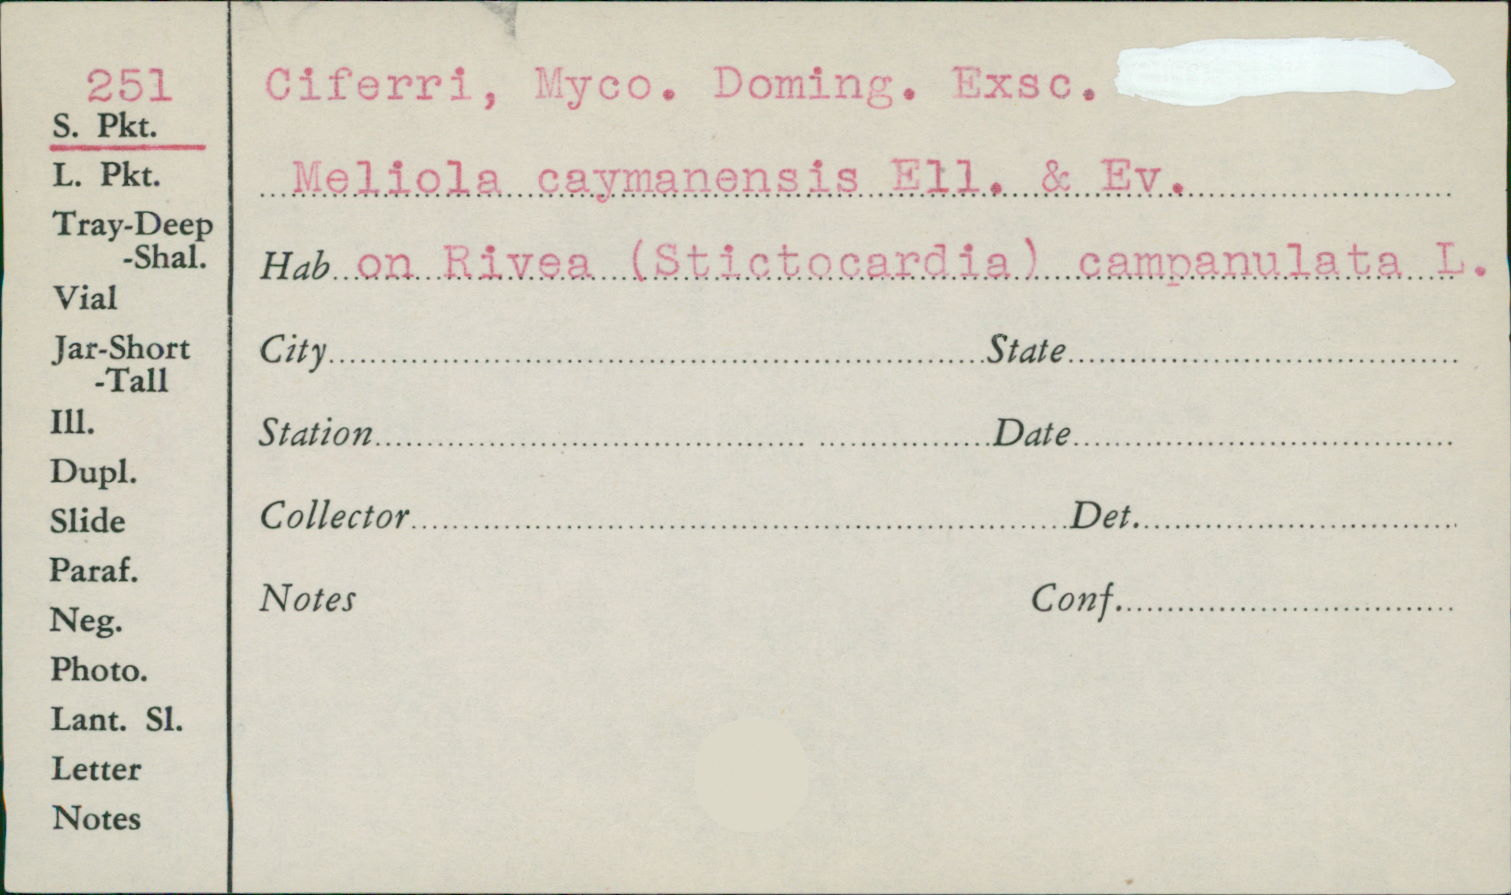 251
S. Pkt.
L. Pkt.
Tray-Deep
-Shal.
Vial
Jar-Short
-Tall
Ill.
Dupl.
Slide
Paraf.
Neg.
Photo.
Lant. Sl.
Letter
Notes
Ciferri, Myco. Doming. Exsc.
Meliola caymanensis Ell. & Ev.
Hab on Rivea (Stictocardia) campanulata L.
City State
Station Date
Collector Det.
Notes Conf.